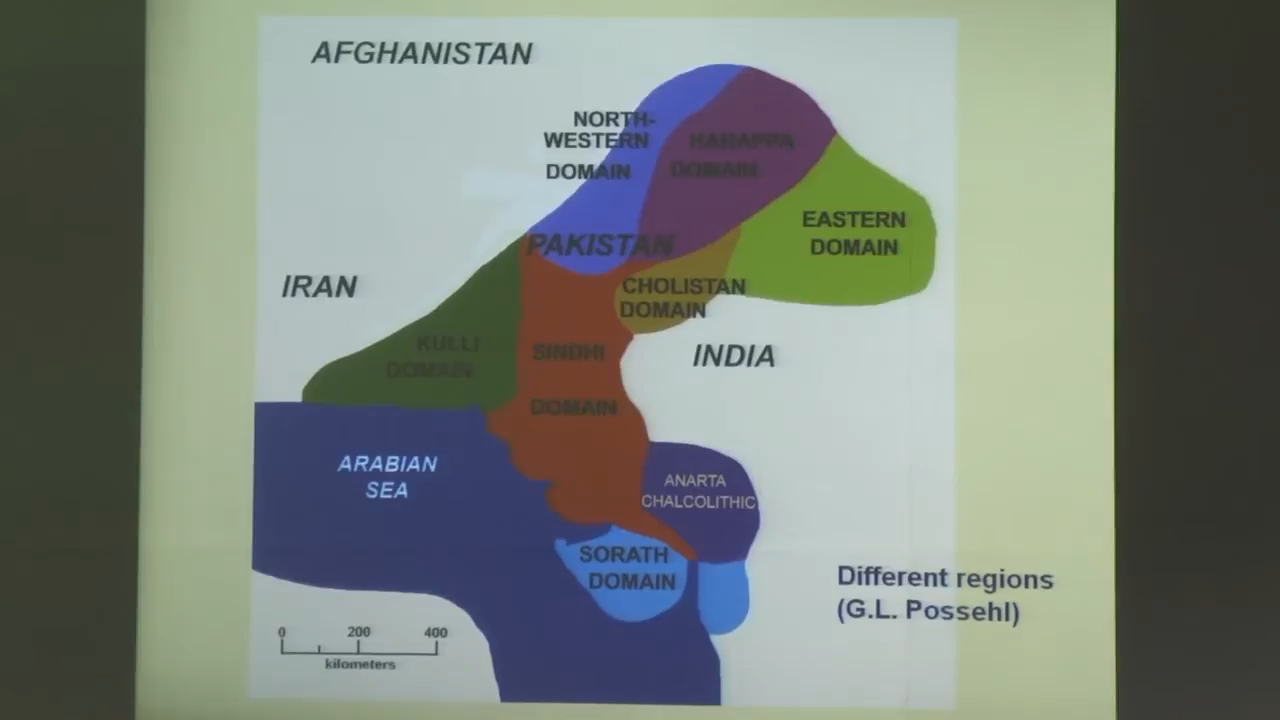 AFGHANISTAN
NORTH-
WESTERN
DOMAIN
HARAPPA
DOMAIN
EASTERN
DOMAIN
PAKISTAN
IRAN
CHOLISTAN
DOMAIN
KULLI
DOMAIN
SINDHI
DOMAIN
INDIA
ARABIAN
SEA
ANARTA
CHALCOLITHIC
SORATH
DOMAIN
Different regions
(G.L. Possehl)
0 200 400
kilometers